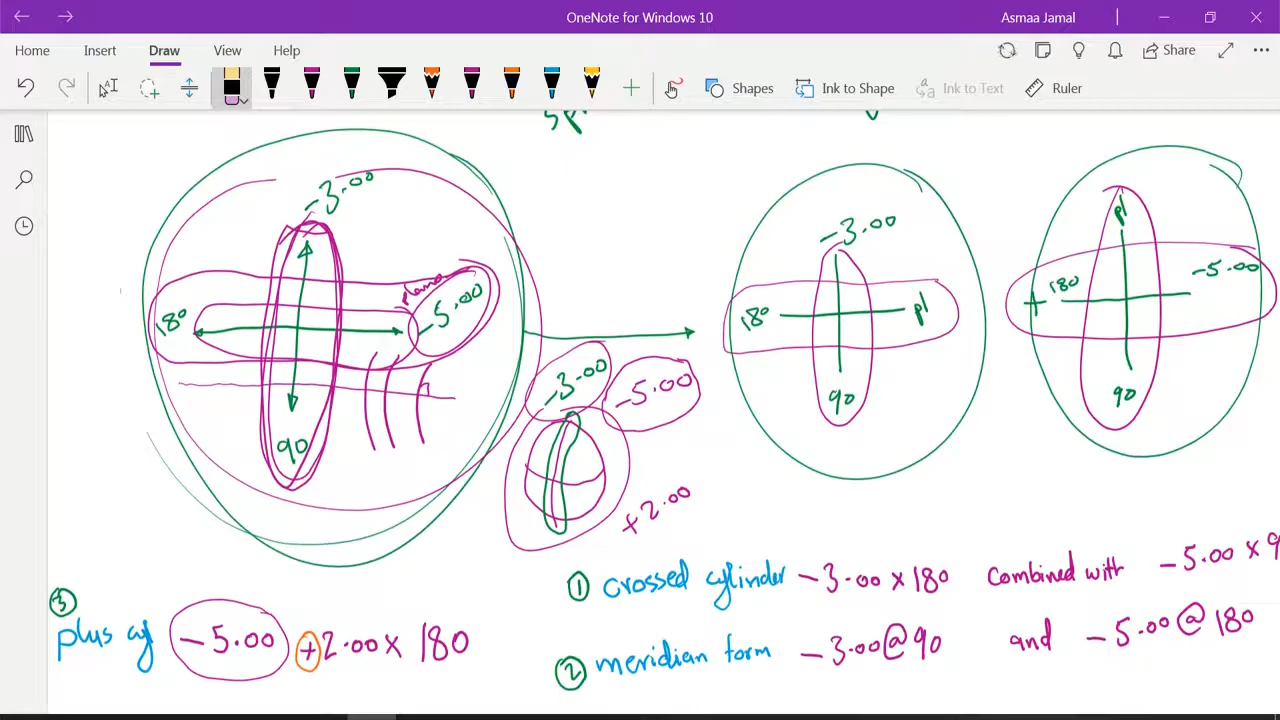 OneNote for Windows 10
Asmaa Jamal
Home Insert Draw View Help
Share
Shapes Ink to Shape Ink to Text Ruler
-3.00
180
plano
-5.00
90
-3.00
-5.00
+2.00
-3.00
180 pl
90
pl
+ 180 -5.00
90
① crossed cylinder -3.00 x 180 Combined with -5.00 x 9
② meridian form -3.00@90 and -5.00@180
③
plus cy -5.00 +2.00 x 180